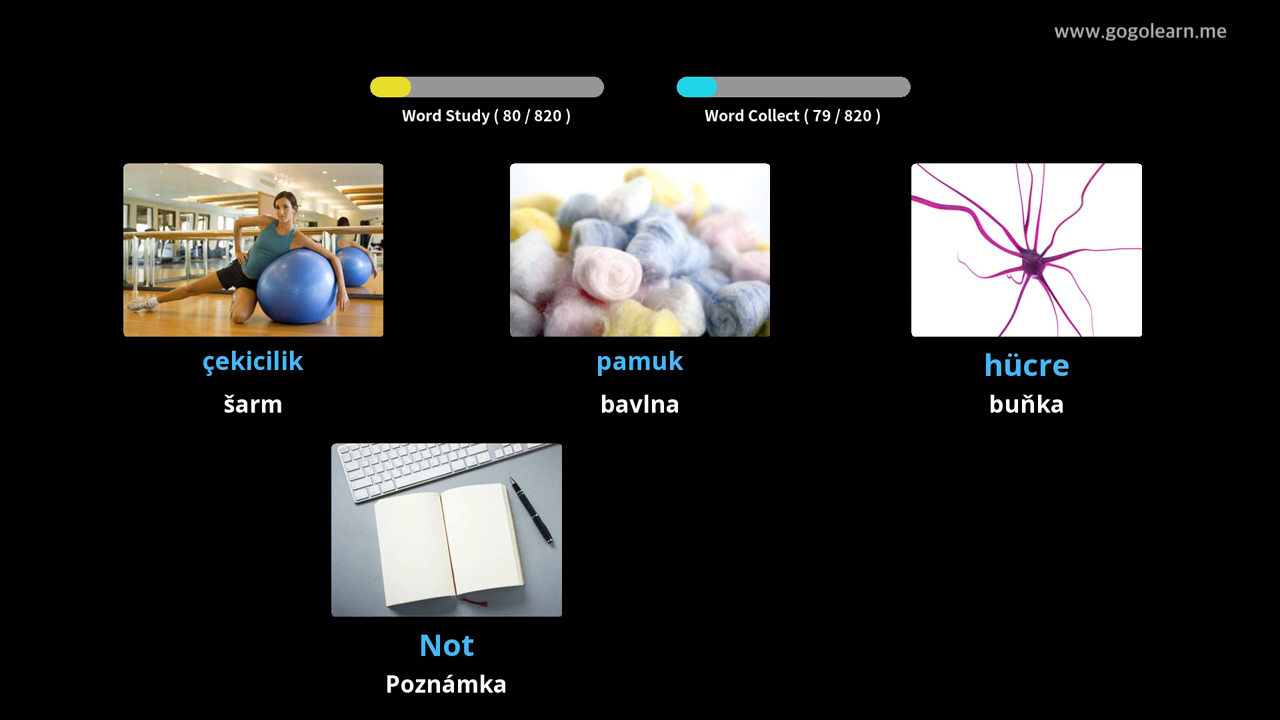 www.gogolearn.me
Word Study ( 80 / 820 )
Word Collect ( 79 / 820 )
çekicilik
pamuk
hücre
šarm
bavlna
buňka
Not
Poznámka